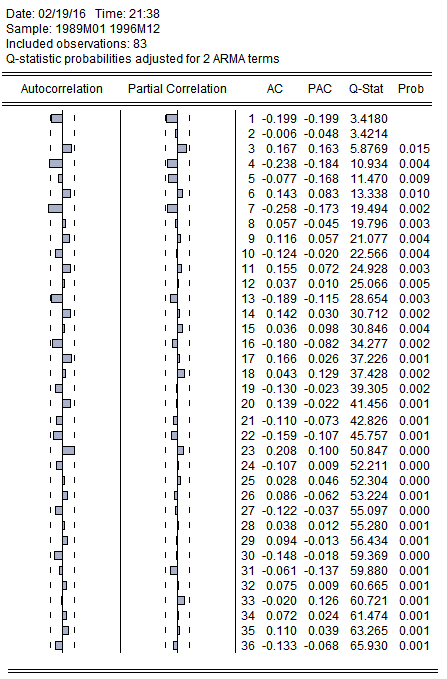 Date: 02/19/16   Time: 21:38
Sample: 1989M01 1996M12
Included observations: 83
Q-statistic probabilities adjusted for 2 ARMA terms
Autocorrelation Partial Correlation AC PAC Q-Stat Prob
1 -0.199 -0.199 3.4180
2 -0.006 -0.048 3.4214
3 0.167 0.163 5.8769 0.015
4 -0.238 -0.184 10.934 0.004
5 -0.077 -0.168 11.470 0.009
6 0.143 0.083 13.338 0.010
7 -0.258 -0.173 19.494 0.002
8 0.057 -0.045 19.796 0.003
9 0.116 0.057 21.077 0.004
10 -0.124 -0.020 22.566 0.004
11 0.155 0.072 24.928 0.003
12 0.037 0.010 25.066 0.005
13 -0.189 -0.115 28.654 0.003
14 0.142 0.030 30.712 0.002
15 0.036 0.098 30.846 0.004
16 -0.180 -0.082 34.277 0.002
17 0.166 0.026 37.226 0.001
18 0.043 0.129 37.428 0.002
19 -0.130 -0.023 39.305 0.002
20 0.139 -0.022 41.456 0.001
21 -0.110 -0.073 42.826 0.001
22 -0.159 -0.107 45.757 0.001
23 0.208 0.100 50.847 0.000
24 -0.107 0.009 52.211 0.000
25 0.028 0.046 52.304 0.000
26 0.086 -0.062 53.224 0.001
27 -0.122 -0.037 55.097 0.000
28 0.038 0.012 55.280 0.001
29 0.094 -0.013 56.434 0.001
30 -0.148 -0.018 59.369 0.000
31 -0.061 -0.137 59.880 0.001
32 0.075 0.009 60.665 0.001
33 -0.020 0.126 60.721 0.001
34 0.072 0.024 61.474 0.001
35 0.110 0.039 63.265 0.001
36 -0.133 -0.068 65.930 0.001